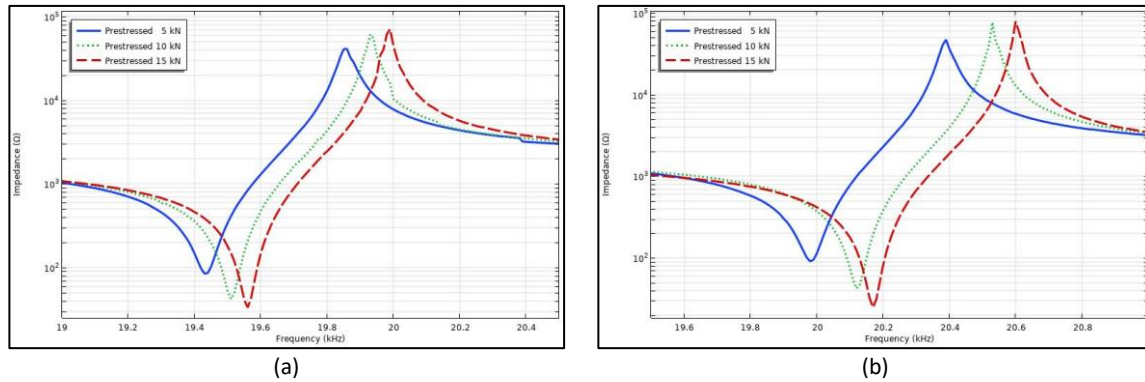 10⁵
10⁴
10³
10²
Impedance (Ω)
Prestressed 5 kN
Prestressed 10 kN
Prestressed 15 kN
19 19.2 19.4 19.6 19.8 20 20.2 20.4
Frequency (kHz)
(a)
10⁵
10⁴
10³
10²
Impedance (Ω)
Prestressed 5 kN
Prestressed 10 kN
Prestressed 15 kN
19.6 19.8 20 20.2 20.4 20.6 20.8
Frequency (kHz)
(b)